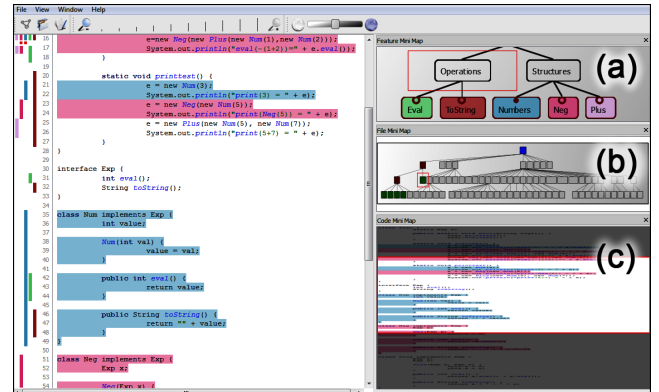 File View Window Help
16 e=new Neg(new Plus(new Num(1),new Num(2)));
17 System.out.println("eval(-(1+2))=" + e.eval());
18 }
19
20 static void printtest() {
21 e = new Num(3);
22 System.out.println("print(3) = " + e);
23 e = new Neg(new Num(5));
24 System.out.println("print(Neg(5)) = " + e);
25 e = new Plus(new Num(5), new Num(7));
26 System.out.println("print(5+7) = " + e);
27 }
28 }
29
30 interface Exp {
31 int eval();
32 String toString();
33 }
34
35 class Num implements Exp {
36 int value;
37
38 Num(int val) {
39 value = val;
40 }
41
42 public int eval() {
43 return value;
44 }
45
46 public String toString() {
47 return "" + value;
48 }
49 }
50
51 class Neg implements Exp {
52 Exp x;
53
54 Neg(Exp x) {
Feature Mini Map
Operations Structures
(a)
Eval ToString Numbers Neg Plus
File Mini Map
(b)
Code Mini Map
(c)